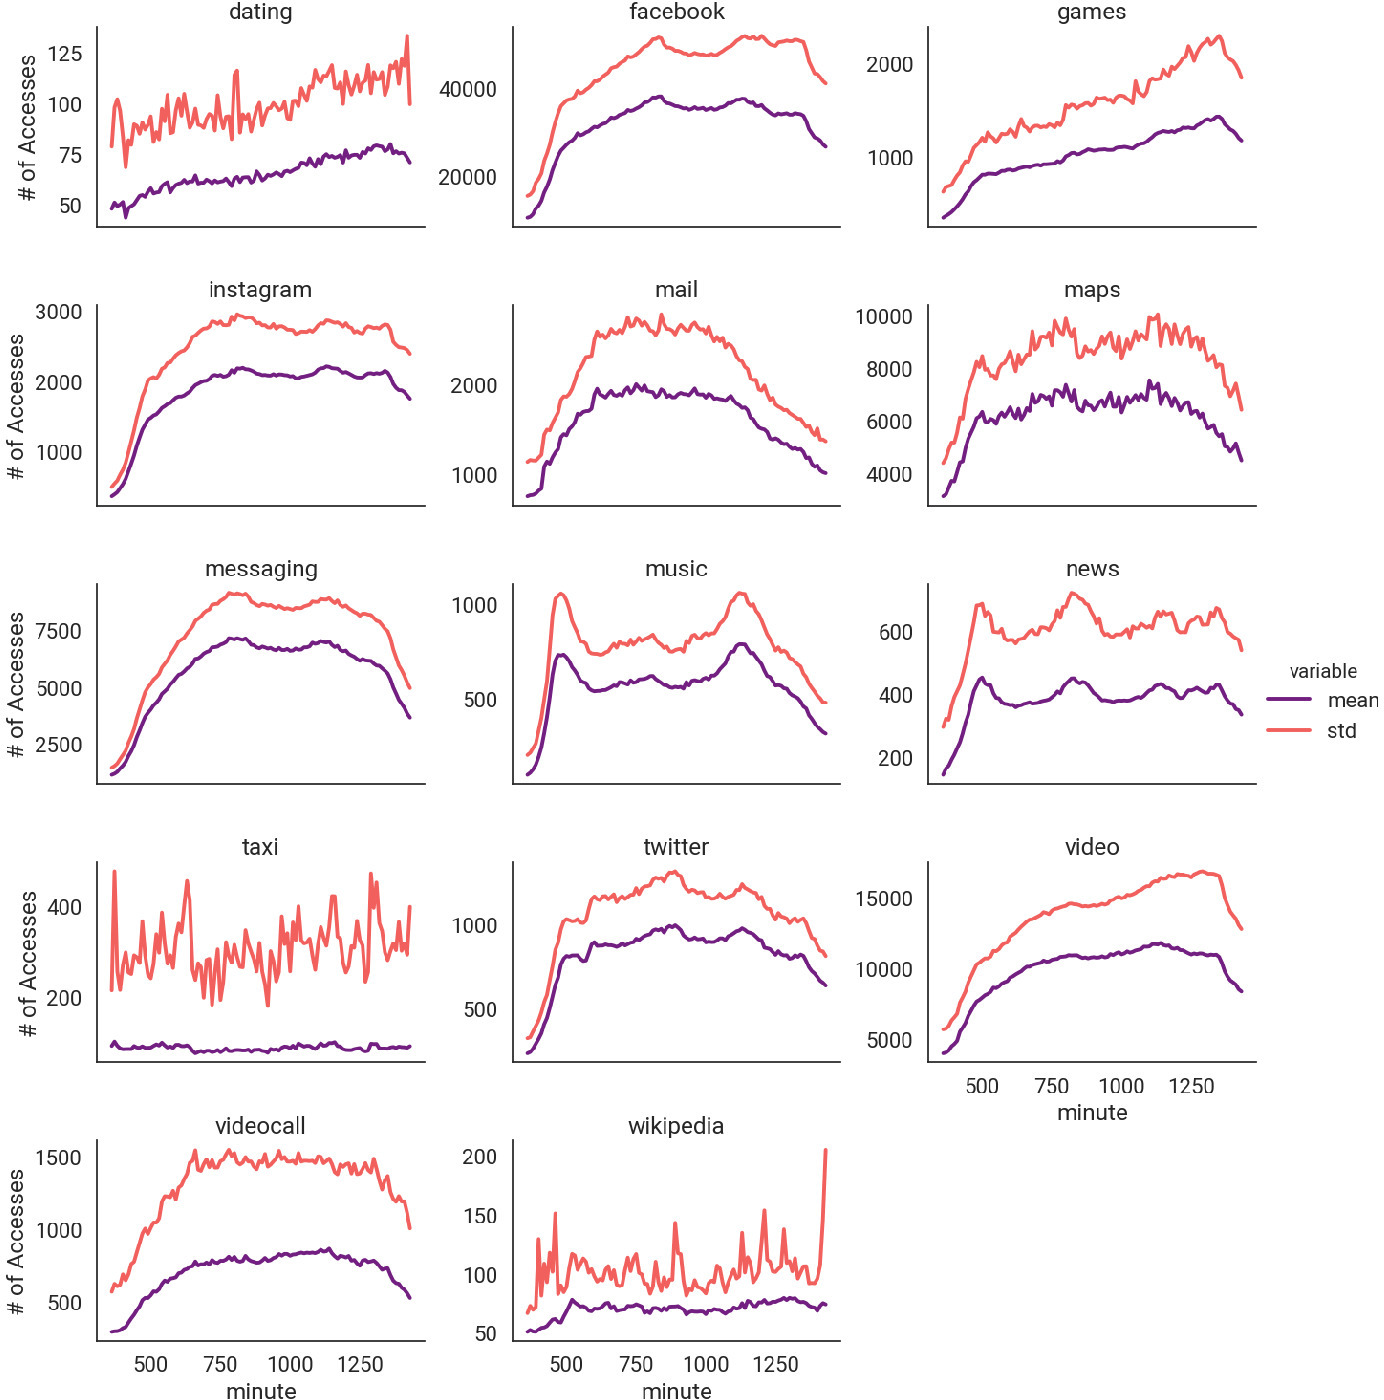 dating facebook games
# of Accesses
125
100
75
50
40000
20000
2000
1000
instagram mail maps
# of Accesses
3000
2000
1000
2000
1000
10000
8000
6000
4000
messaging music news
# of Accesses
7500
5000
2500
1000
500
600
400
200
variable
mean
std
taxi twitter video
# of Accesses
400
200
1000
500
15000
10000
5000
500 750 1000 1250
minute
videocall wikipedia
# of Accesses
1500
1000
500
200
150
100
50
500 750 1000 1250
minute
500 750 1000 1250
minute